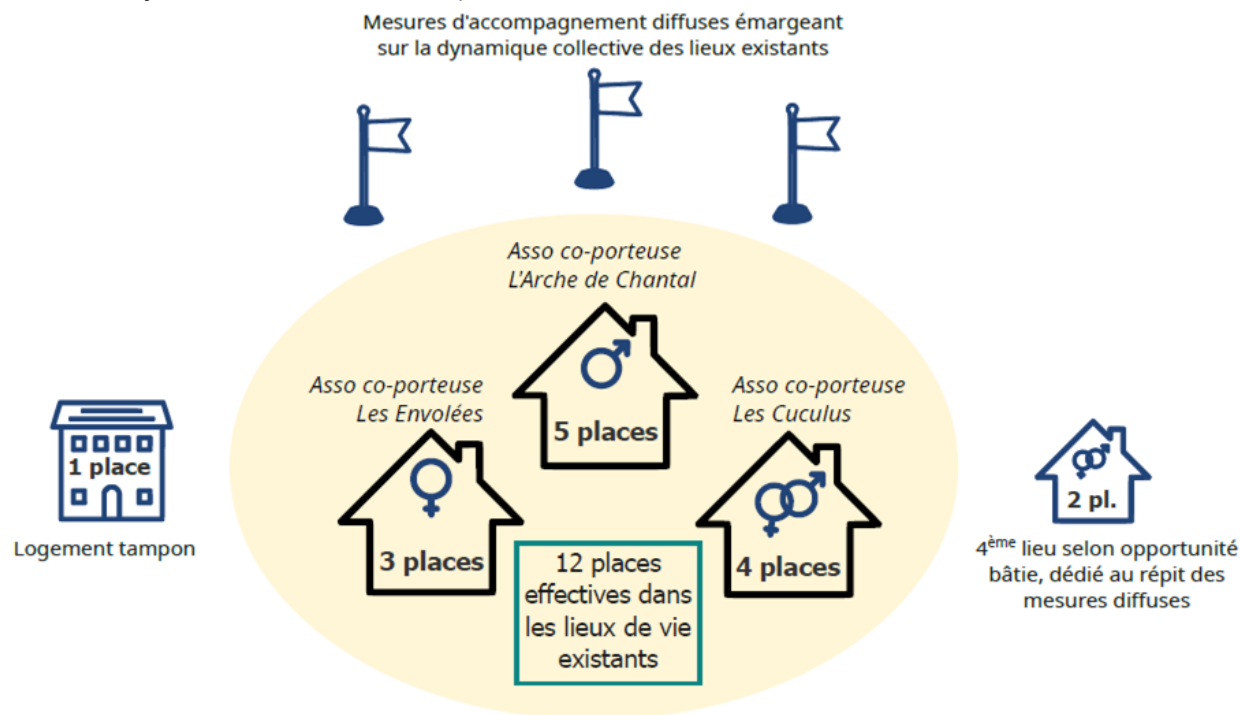 Mesures d'accompagnement diffuses émargeant
sur la dynamique collective des lieux existants
Asso co-porteuse
L'Arche de Chantal
5 places
Asso co-porteuse
Les Envolées
3 places
Asso co-porteuse
Les Cuculus
4 places
12 places
effectives dans
les lieux de vie
existants
1 place
Logement tampon
2 pl.
4ème lieu selon opportunité
bâtie, dédié au répit des
mesures diffuses